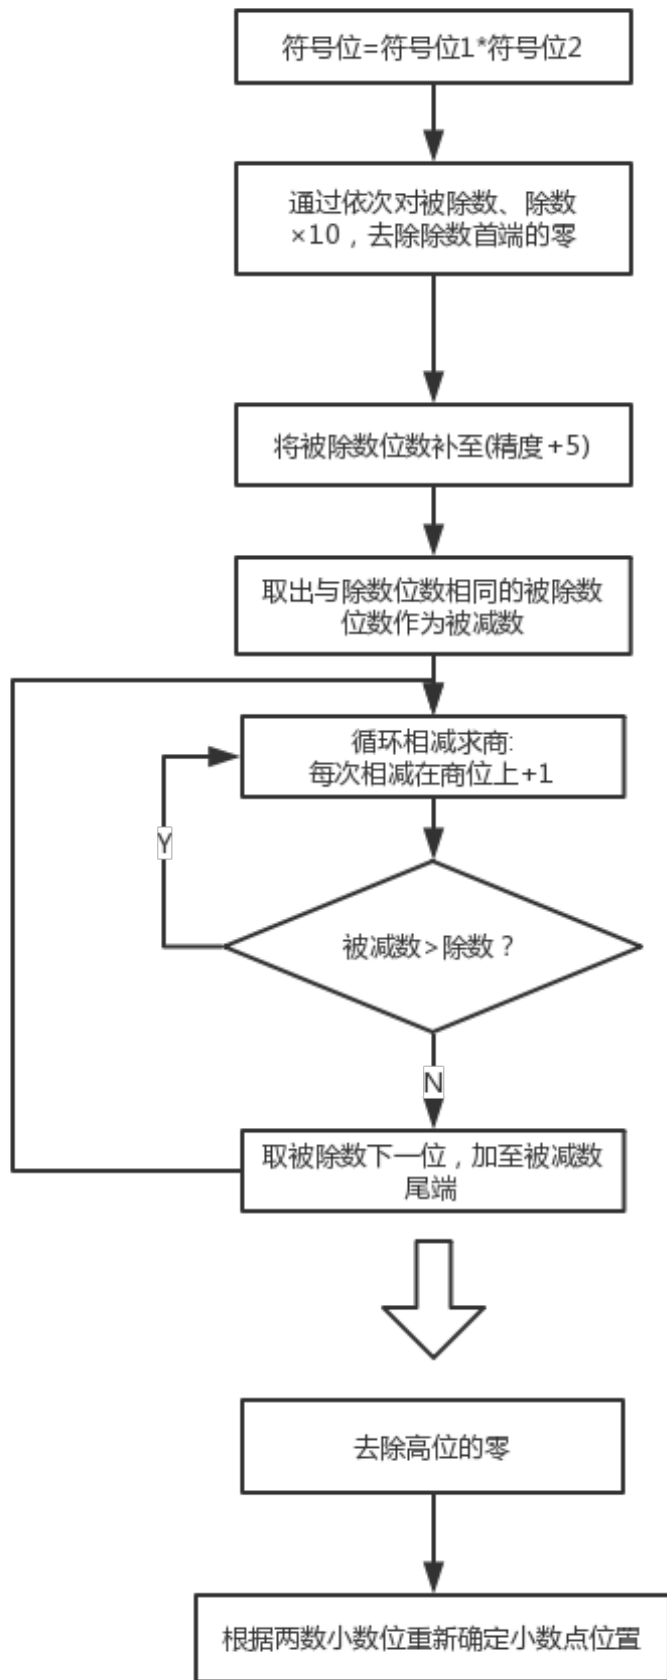 符号位=符号位1*符号位2
通过依次对被除数、除数
×10，去除除数首端的零
将被除数位数补至(精度+5)
取出与除数位数相同的被除数
位数作为被减数
循环相减求商:
每次相减在商位上+1
Y
被减数>除数？
N
取被除数下一位，加至被减数
尾端
去除高位的零
根据两数小数位重新确定小数点位置